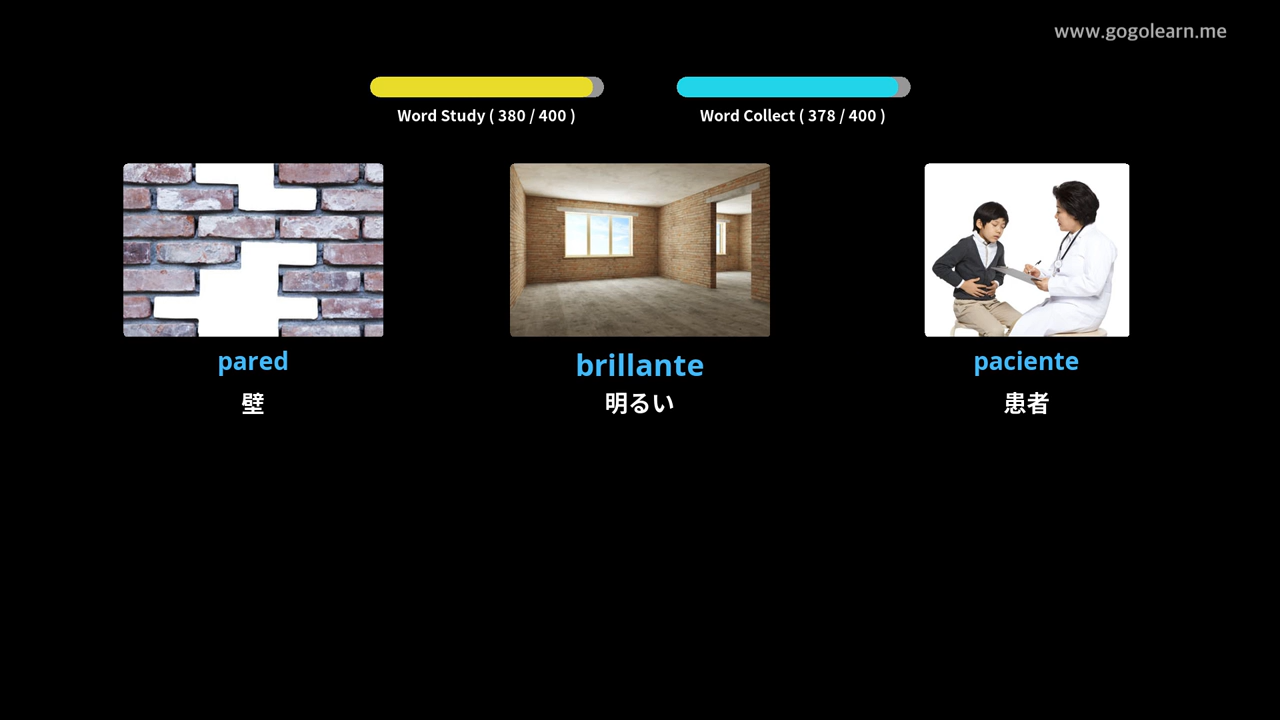 www.gogolearn.me
Word Study ( 380 / 400 )
Word Collect ( 378 / 400 )
pared
brillante
paciente
壁
明るい
患者